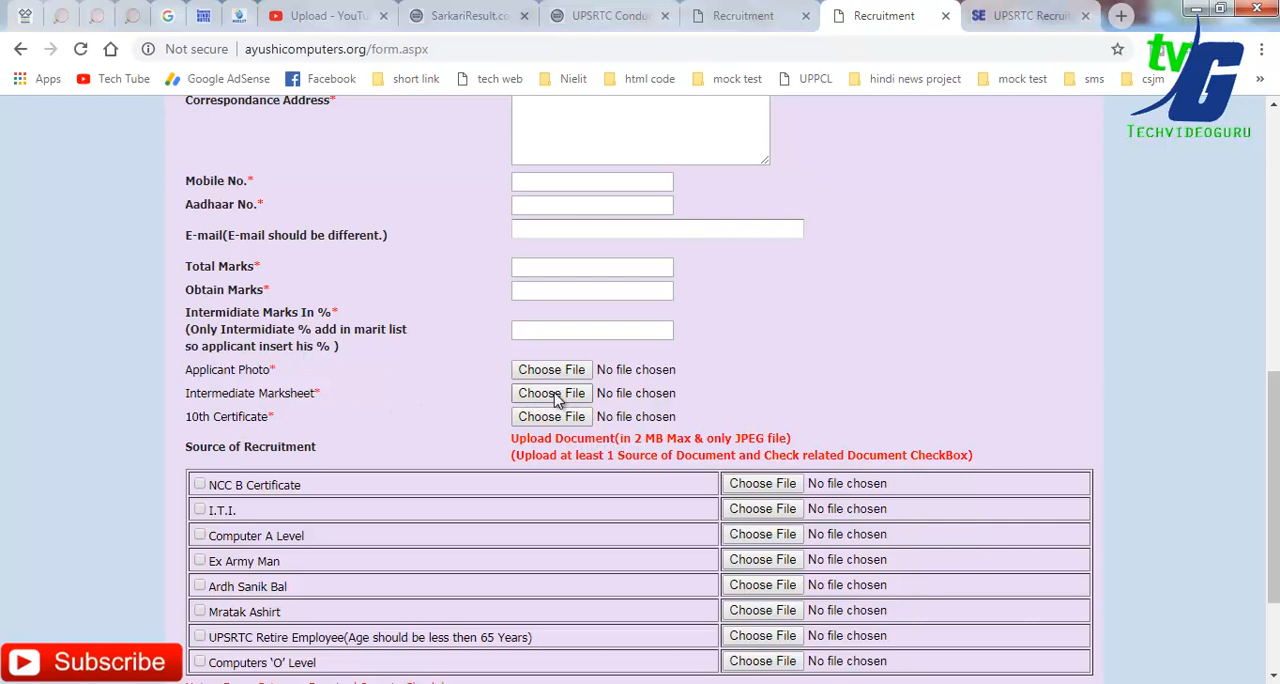 Upload - YouTu
SarkariResult.co
UPSRTC Condu
Recruitment
Recruitment
SE UPSRTC Recruit
Not secure | ayushicomputers.org/form.aspx
Apps Tech Tube Google AdSense Facebook short link tech web Nielit html code mock test UPPCL hindi news project mock test sms csjm »
tv G
TECHVIDEOGURU
Correspondance Address*
Mobile No.*
Aadhaar No.*
E-mail(E-mail should be different.)
Total Marks*
Obtain Marks*
Intermidiate Marks In %*
(Only Intermidiate % add in marit list
so applicant insert his % )
Applicant Photo* Choose File No file chosen
Intermediate Marksheet* Choose File No file chosen
10th Certificate* Choose File No file chosen
Source of Recruitment
Upload Document(in 2 MB Max & only JPEG file)
(Upload at least 1 Source of Document and Check related Document CheckBox)
NCC B Certificate Choose File No file chosen
I.T.I. Choose File No file chosen
Computer A Level Choose File No file chosen
Ex Army Man Choose File No file chosen
Ardh Sanik Bal Choose File No file chosen
Mratak Ashirt Choose File No file chosen
UPSRTC Retire Employee(Age should be less then 65 Years) Choose File No file chosen
Computers ‘O’ Level Choose File No file chosen
Subscribe